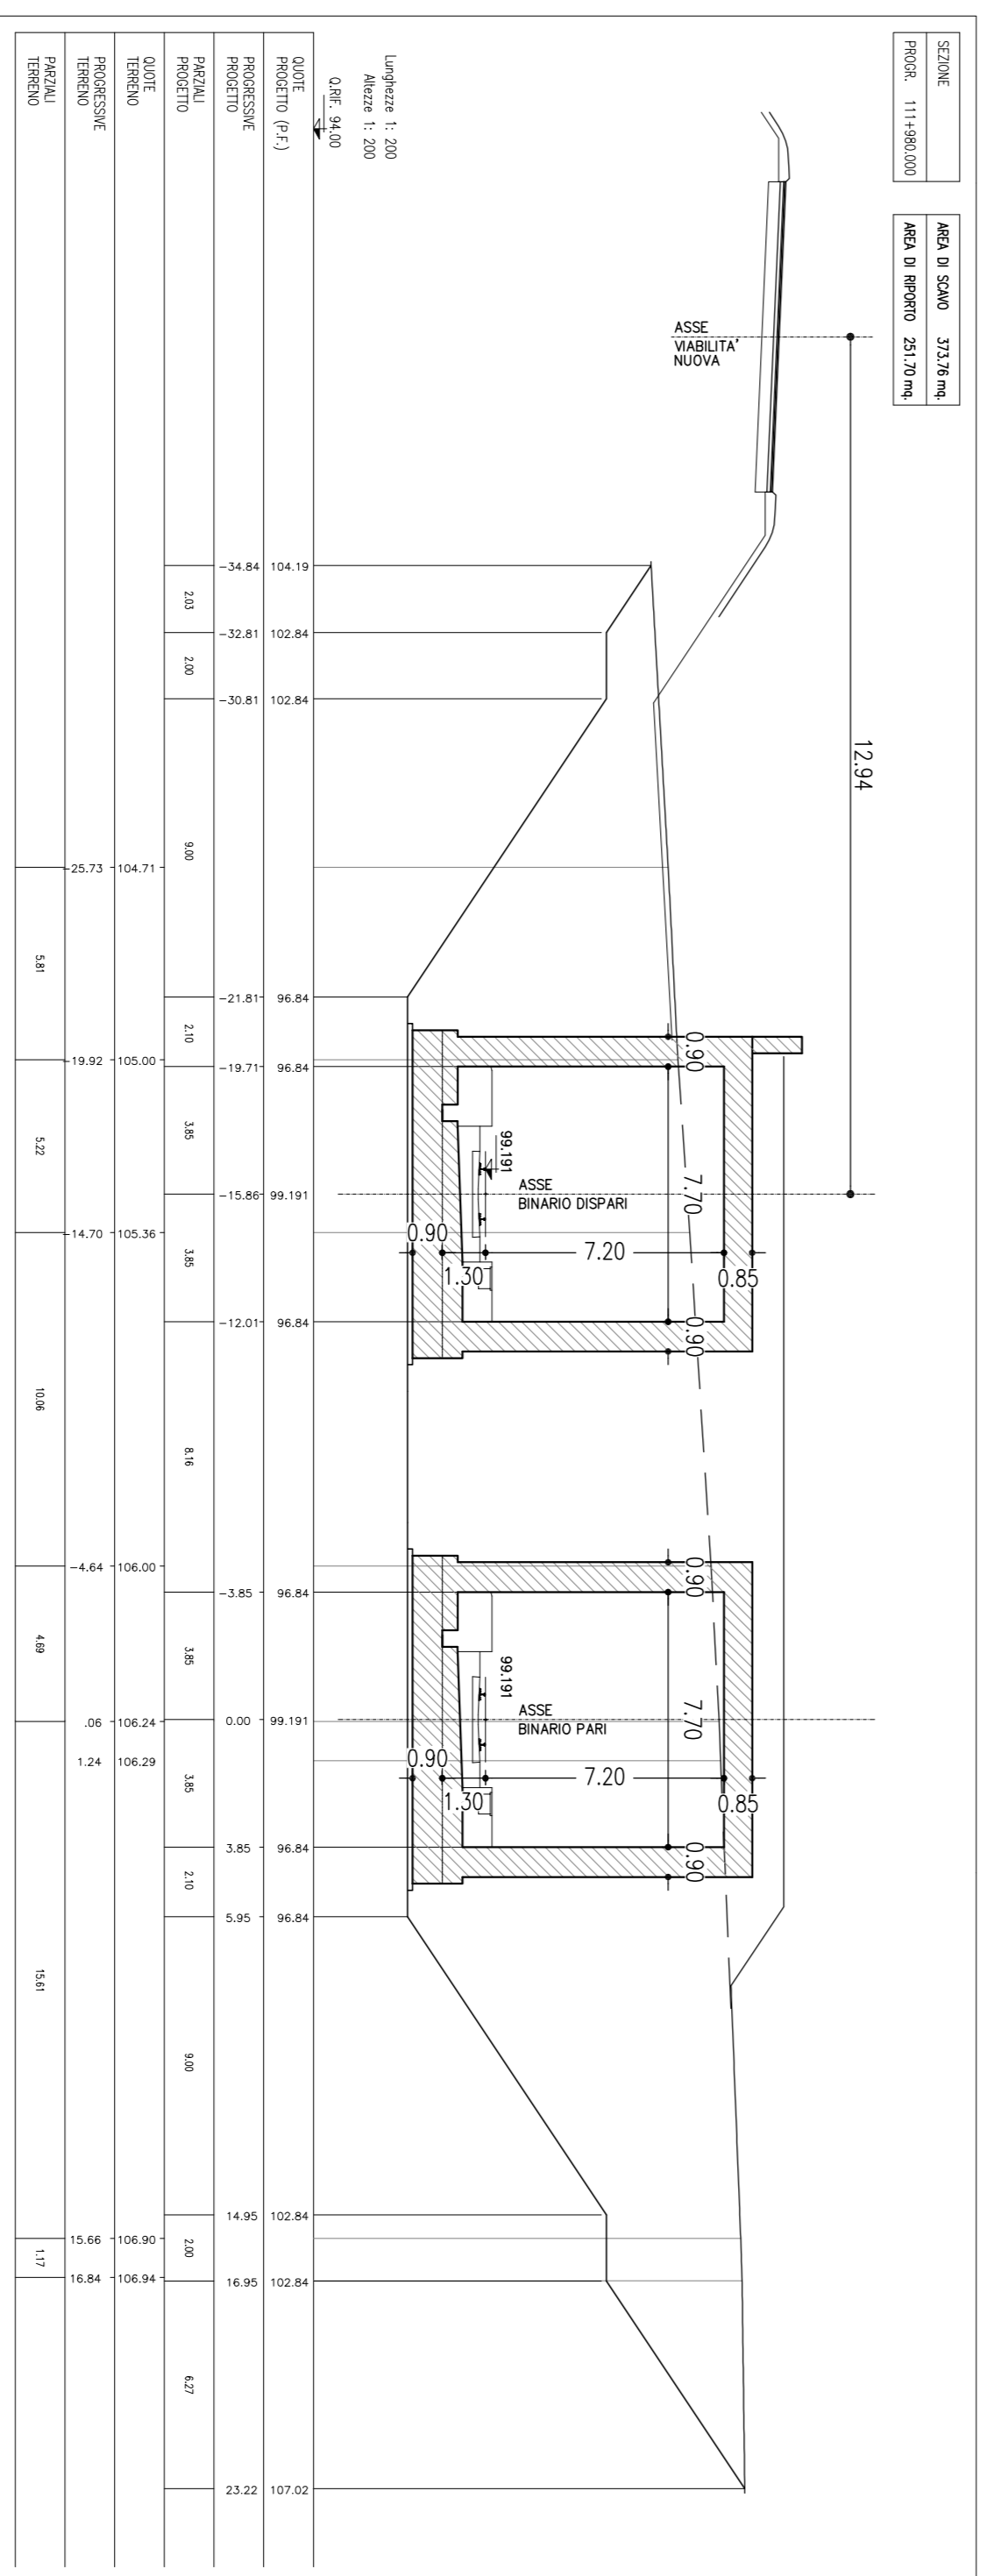 SEZIONE
PROGR. 111+980.000
AREA DI SCAVO 373.76 mq.
AREA DI RIPORTO 251.70 mq.
12.94
ASSE
VIABILITA'
NUOVA
0.90
7.70
0.90
0.90
7.70
0.90
99.191
ASSE
BINARIO DISPARI
0.90
1.30
7.20
0.85
99.191
ASSE
BINARIO PARI
0.90
1.30
7.20
0.85
Lunghezze 1: 200
Altezze 1: 200
Q.RIF. 94.00
QUOTE
PROGETTO (P.F.)
104.19 102.84 102.84 96.84 96.84 99.191 96.84 96.84 99.191 96.84 96.84 102.84 102.84 107.02
PROGRESSIVE
PROGETTO
-34.84 -32.81 -30.81 -21.81 -19.71 -15.86 -12.01 -3.85 0.00 3.85 5.95 14.95 16.95 23.22
PARZIALI
PROGETTO
2.03 2.00 9.00 2.10 3.85 3.85 8.16 3.85 3.85 2.10 9.00 2.00 6.27
QUOTE
TERRENO
104.71 105.00 105.36 106.00 106.24 106.29 106.90 106.94
PROGRESSIVE
TERRENO
-25.73 -19.92 -14.70 -4.64 .06 1.24 15.66 16.84
PARZIALI
TERRENO
5.81 5.22 10.06 4.69 15.61 1.17